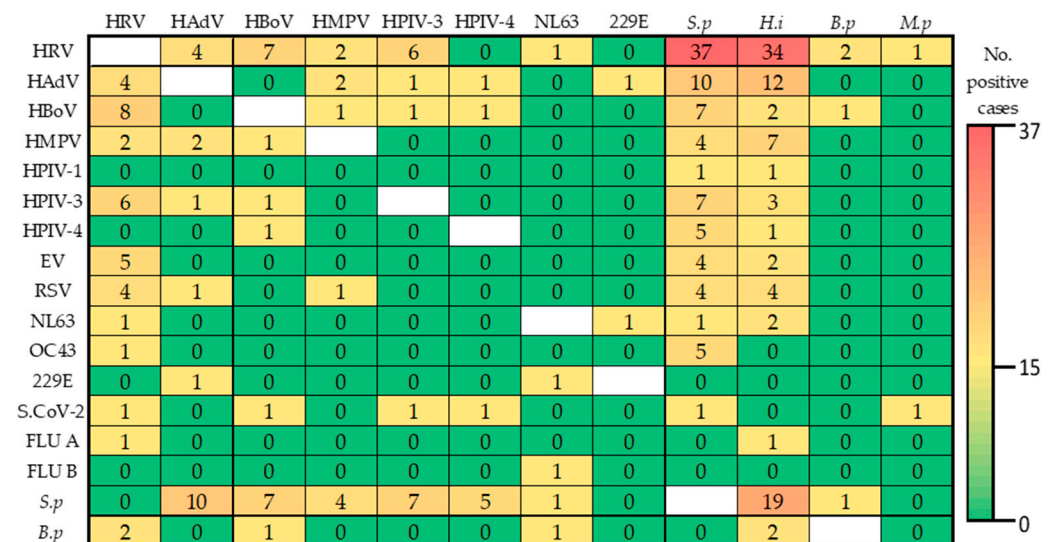 HRV HAdV HBoV HMPV HPIV-3 HPIV-4 NL63 229E S.p H.i B.p M.p
HRV 4 7 2 6 0 1 0 37 34 2 1
HAdV 4 0 2 1 1 0 1 10 12 0 0
HBoV 8 0 1 1 1 0 0 7 2 1 0
HMPV 2 2 1 0 0 0 0 4 7 0 0
HPIV-1 0 0 0 0 0 0 0 0 1 1 0 0
HPIV-3 6 1 1 0 0 0 0 7 3 0 0
HPIV-4 0 0 1 0 0 0 0 5 1 0 0
EV 5 0 0 0 0 0 0 0 4 2 0 0
RSV 4 1 0 1 0 0 0 0 4 4 0 0
NL63 1 0 0 0 0 0 1 1 2 0 0
OC43 1 0 0 0 0 0 0 0 5 0 0 0
229E 0 1 0 0 0 0 1 0 0 0 0
S.CoV-2 1 0 1 0 1 1 0 0 1 0 0 1
FLU A 1 0 0 0 0 0 0 0 0 1 0 0
FLU B 0 0 0 0 0 0 1 0 0 0 0 0
S.p 0 10 7 4 7 5 1 0 19 1 0
B.p 2 0 1 0 0 0 1 0 0 2 0
No.
positive
cases
37
15
0